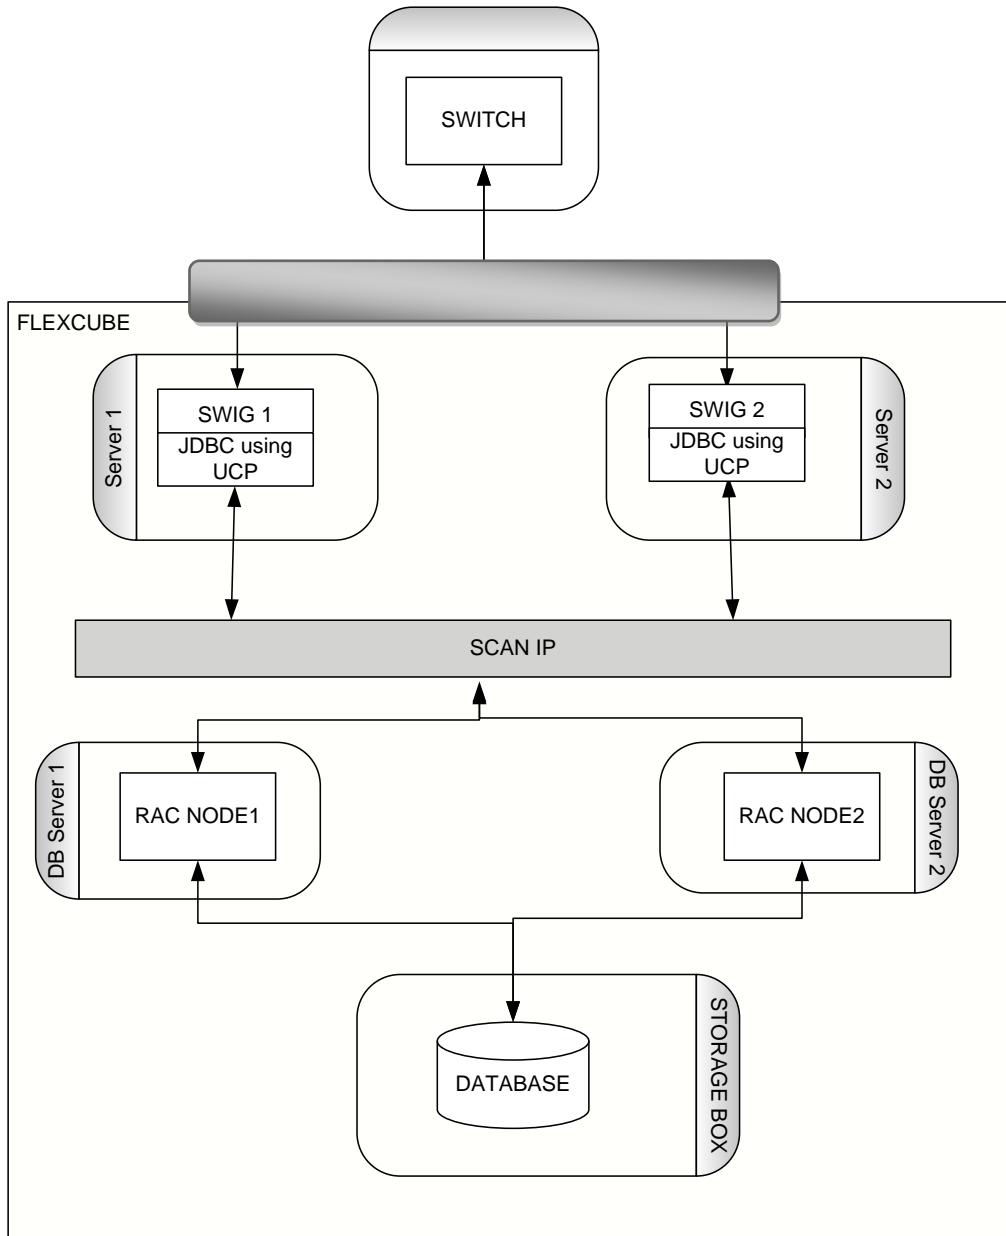 SWITCH
FLEXCUBE
Server 1
SWIG 1
JDBC using
UCP
SWIG 2
JDBC using
UCP
Server 2
SCAN IP
DB Server 1
RAC NODE1
RAC NODE2
DB Server 2
DATABASE
STORAGE BOX